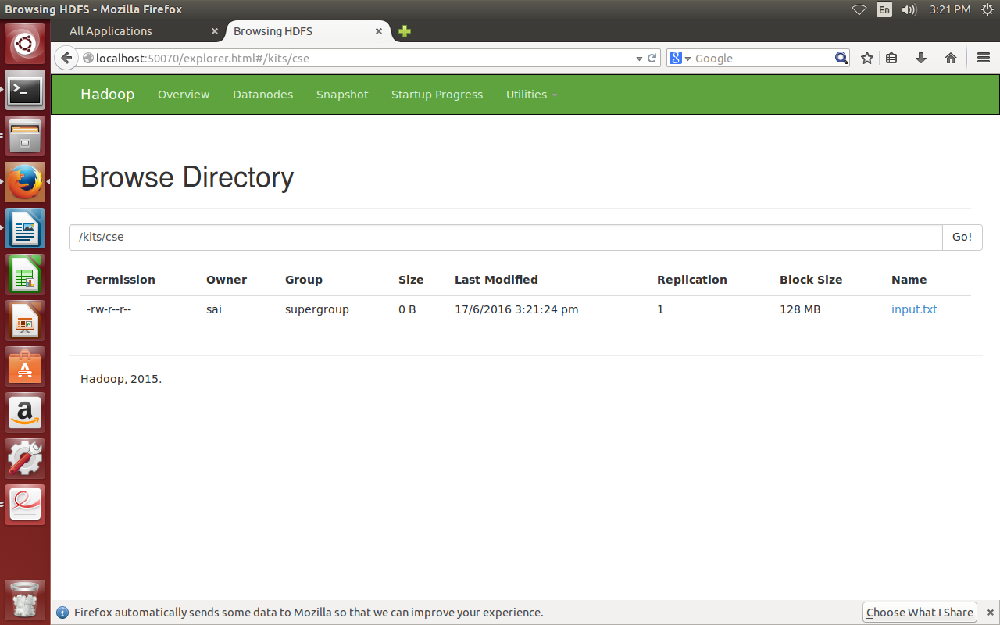 Browsing HDFS - Mozilla Firefox
En
3:21 PM
All Applications
Browsing HDFS
localhost:50070/explorer.html#/kits/cse
Google
Hadoop Overview Datanodes Snapshot Startup Progress Utilities
Browse Directory
/kits/cse
Go!
Permission Owner Group Size Last Modified Replication Block Size Name
-rw-r--r-- sai supergroup 0 B 17/6/2016 3:21:24 pm 1 128 MB input.txt
Hadoop, 2015.
Firefox automatically sends some data to Mozilla so that we can improve your experience.
Choose What I Share